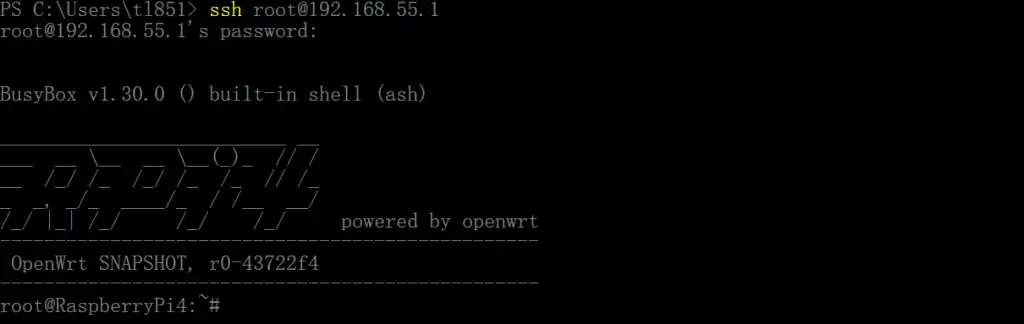 PS C:\Users\tl851> ssh root@192.168.55.1
root@192.168.55.1's password:
BusyBox v1.30.0 () built-in shell (ash)
RPi4
powered by openwrt
---------------------------------------------------
OpenWrt SNAPSHOT, r0-43722f4
---------------------------------------------------
root@RaspberryPi4:~#